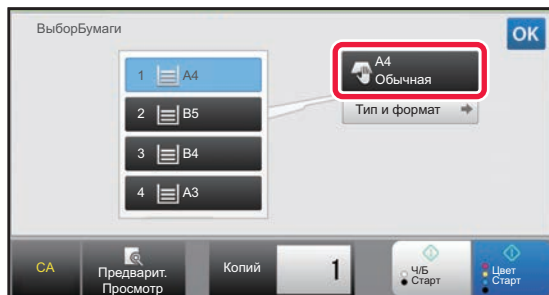 ВыборБумаги
OK
1 A4
A4
Обычная
2 B5
Тип и формат
3 B4
4 A3
CA
Предварит.
Просмотр
Копий
1
Ч/Б
Старт
Цвет
Старт